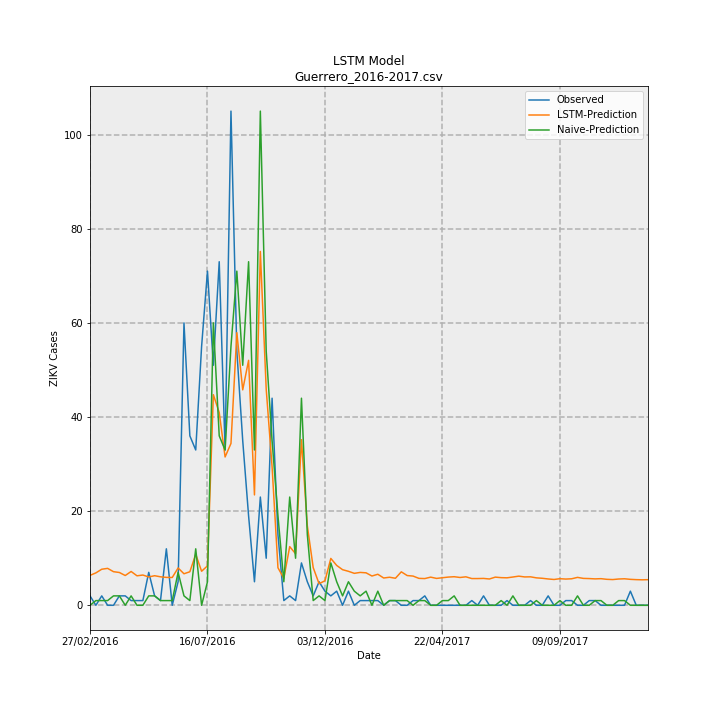 LSTM Model
Guerrero_2016-2017.csv
Observed
LSTM-Prediction
Naive-Prediction
ZIKV Cases
100
80
60
40
20
0
27/02/2016 16/07/2016 03/12/2016 22/04/2017 09/09/2017
Date